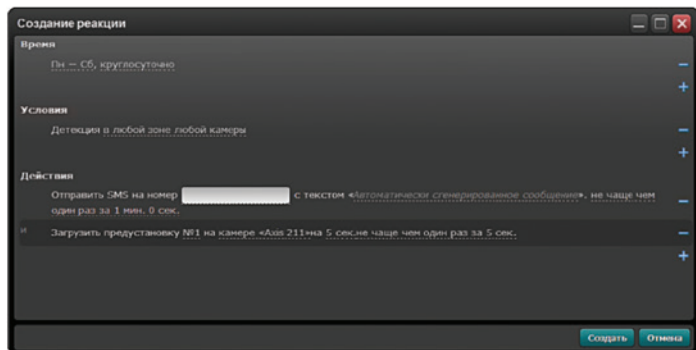 Создание реакции
Время
Пн — Сб, круглосуточно
Условия
Детекция в любой зоне любой камеры
Действия
Отправить SMS на номер с текстом «Автоматически сгенерированное сообщение», не чаще чем
один раз за 1 мин. 0 сек.
и Загрузить предустановку №1 на камере «Axis 211»на 5 сек.не чаще чем один раз за 5 сек.
Создать Отмена